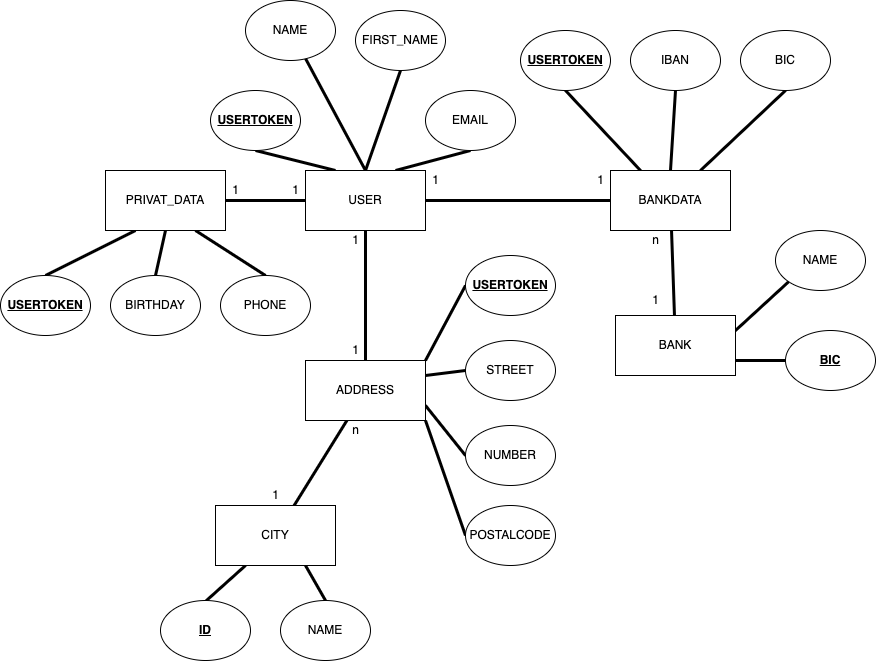 NAME
FIRST_NAME
USERTOKEN
IBAN
BIC
USERTOKEN
EMAIL
PRIVAT_DATA
1
1
USER
1
1
BANKDATA
1
n
USERTOKEN
BIRTHDAY
PHONE
USERTOKEN
NAME
1
BANK
1
ADDRESS
STREET
BIC
n
NUMBER
1
CITY
POSTALCODE
ID
NAME